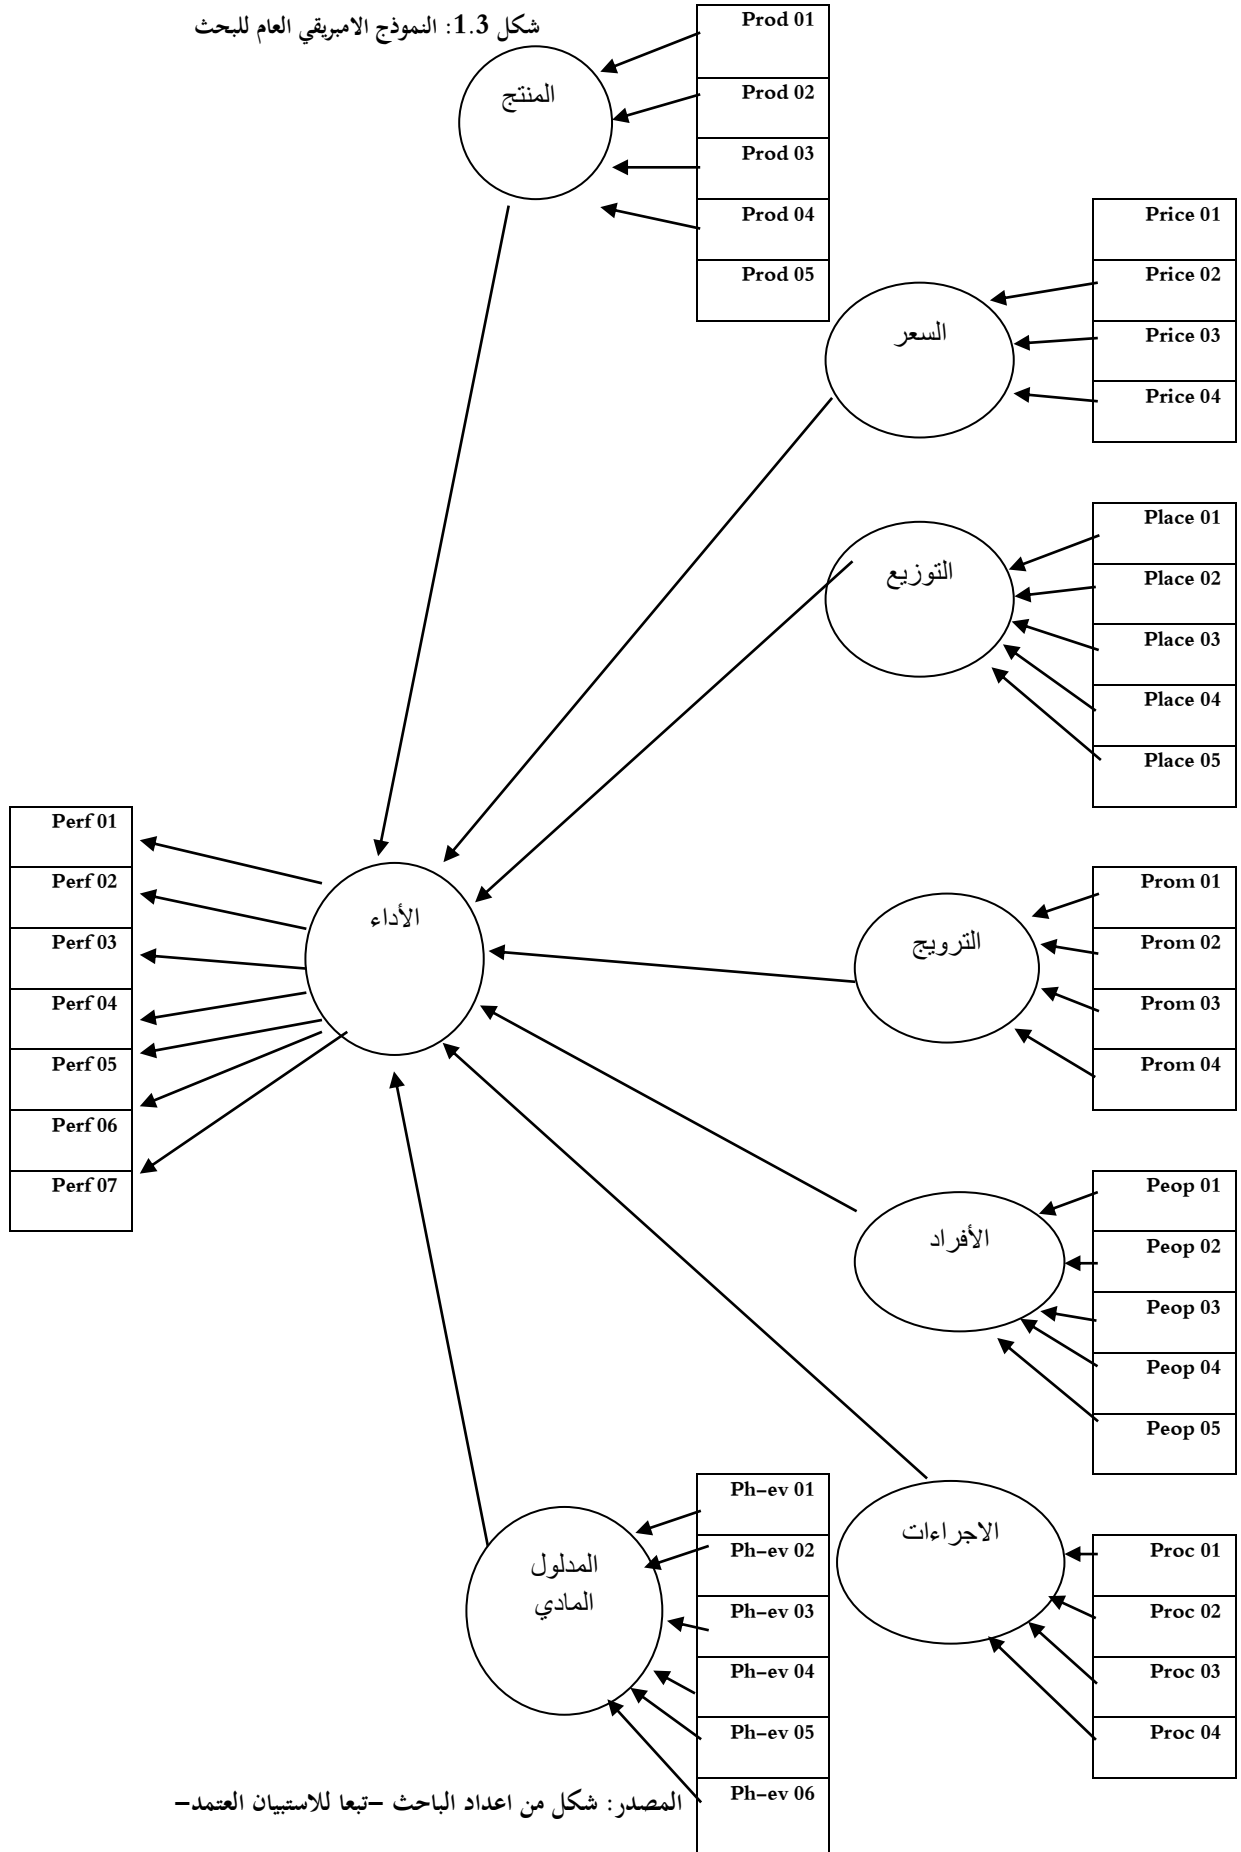 شكل 1.3: النموذج الامبريقي العام للبحث
المنتج
Prod 01
Prod 02
Prod 03
Prod 04
Prod 05
السعر
Price 01
Price 02
Price 03
Price 04
التوزيع
Place 01
Place 02
Place 03
Place 04
Place 05
الأداء
Perf 01
Perf 02
Perf 03
Perf 04
Perf 05
Perf 06
Perf 07
الترويج
Prom 01
Prom 02
Prom 03
Prom 04
الأفراد
Peop 01
Peop 02
Peop 03
Peop 04
Peop 05
الاجراءات
Proc 01
Proc 02
Proc 03
Proc 04
المدلول
المادي
Ph-ev 01
Ph-ev 02
Ph-ev 03
Ph-ev 04
Ph-ev 05
Ph-ev 06
المصدر: شكل من اعداد الباحث –تبعا للاستبيان العتمد–